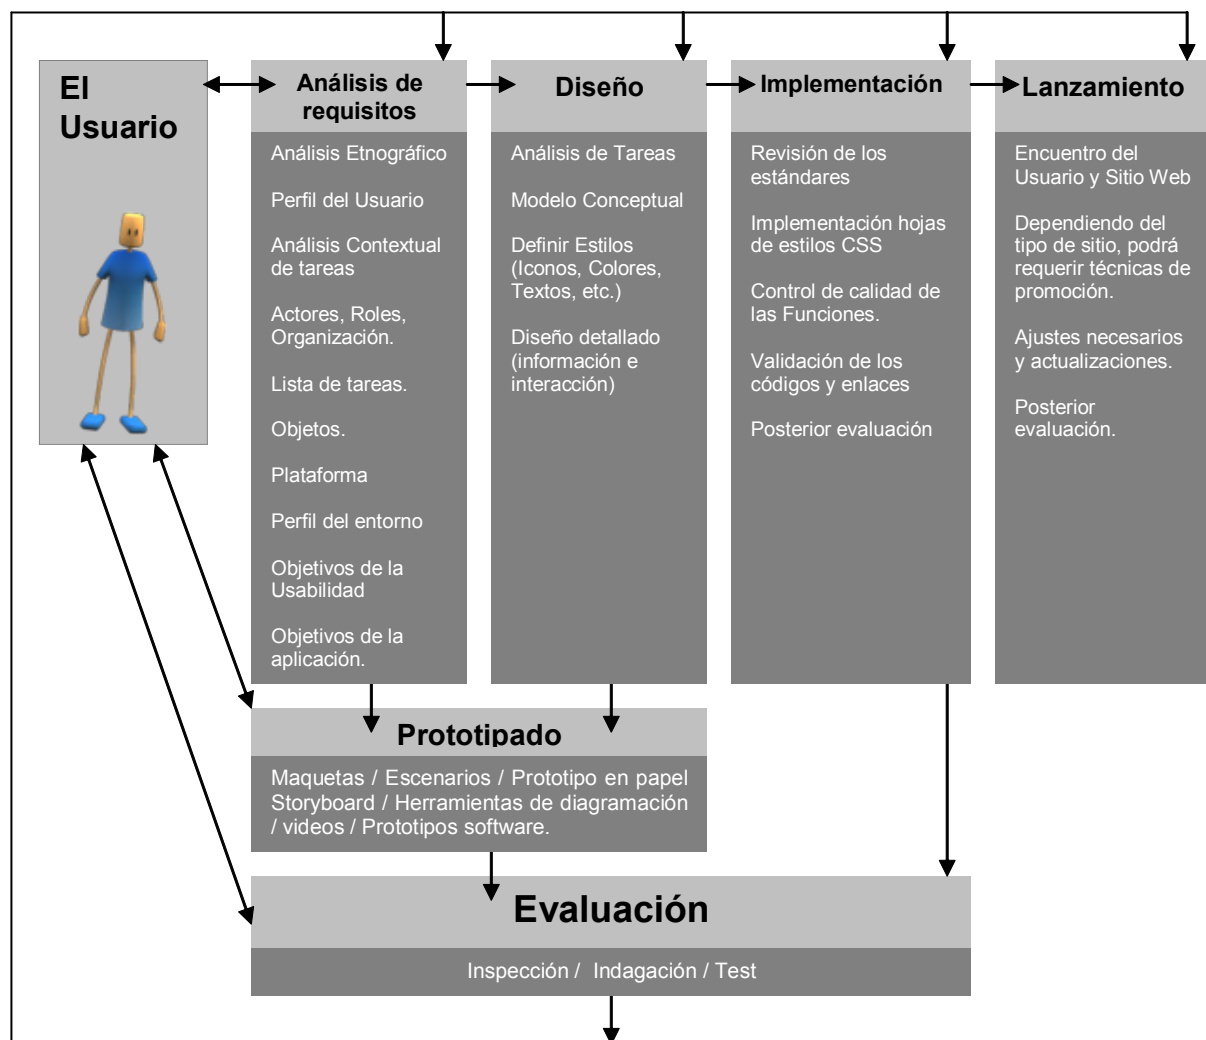 El
Usuario
Análisis de
requisitos
Análisis Etnográfico
Perfil del Usuario
Análisis Contextual
de tareas
Actores, Roles,
Organización.
Lista de tareas.
Objetos.
Plataforma
Perfil del entorno
Objetivos de la
Usabilidad
Objetivos de la
aplicación.
Diseño
Análisis de Tareas
Modelo Conceptual
Definir Estilos
(Iconos, Colores,
Textos, etc.)
Diseño detallado
(información e
interacción)
Implementación
Revisión de los
estándares
Implementación hojas
de estilos CSS
Control de calidad de
las Funciones.
Validación de los
códigos y enlaces
Posterior evaluación
Lanzamiento
Encuentro del
Usuario y Sitio Web
Dependiendo del
tipo de sitio, podrá
requerir técnicas de
promoción.
Ajustes necesarios
y actualizaciones.
Posterior
evaluación.
Prototipado
Maquetas / Escenarios / Prototipo en papel
Storyboard / Herramientas de diagramación
/ videos / Prototipos software.
Evaluación
Inspección / Indagación / Test